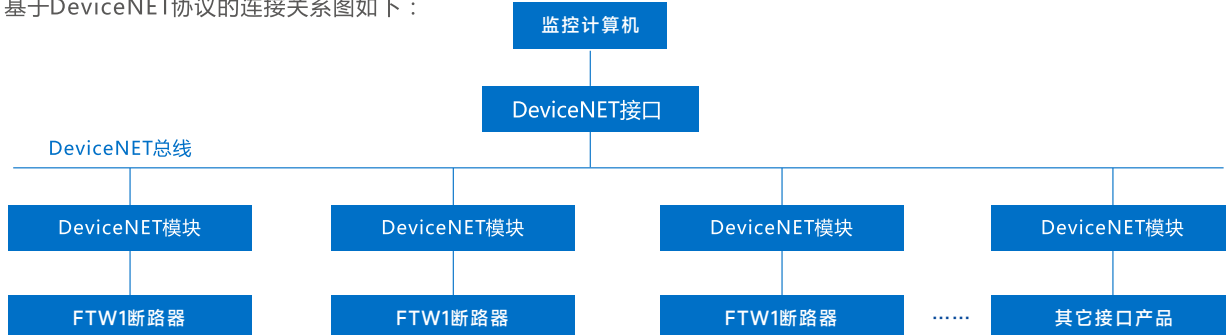 基于DeviceNET协议的连接关系图如下：
监控计算机
DeviceNET接口
DeviceNET总线
DeviceNET模块 DeviceNET模块 DeviceNET模块 DeviceNET模块
FTW1断路器 FTW1断路器 FTW1断路器 …… 其它接口产品